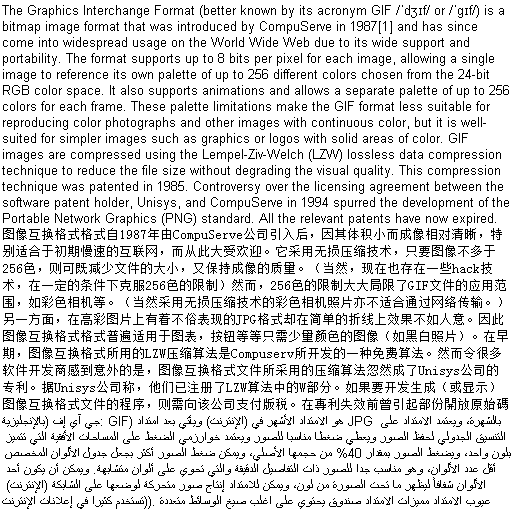 The Graphics Interchange Format (better known by its acronym GIF /ˈdʒɪf/ or /ˈɡɪf/) is a
bitmap image format that was introduced by CompuServe in 1987[1] and has since
come into widespread usage on the World Wide Web due to its wide support and
portability. The format supports up to 8 bits per pixel for each image, allowing a single
image to reference its own palette of up to 256 different colors chosen from the 24-bit
RGB color space. It also supports animations and allows a separate palette of up to 256
colors for each frame. These palette limitations make the GIF format less suitable for
reproducing color photographs and other images with continuous color, but it is well-
suited for simpler images such as graphics or logos with solid areas of color. GIF
images are compressed using the Lempel-Ziv-Welch (LZW) lossless data compression
technique to reduce the file size without degrading the visual quality. This compression
technique was patented in 1985. Controversy over the licensing agreement between the
software patent holder, Unisys, and CompuServe in 1994 spurred the development of the
Portable Network Graphics (PNG) standard. All the relevant patents have now expired.
图像互换格式格式自1987年由CompuServe公司引入后，因其体积小而成像相对清晰，特
别适合于初期慢速的互联网，而从此大受欢迎。它采用无损压缩技术，只要图像不多于
256色，则可既减少文件的大小，又保持成像的质量。（当然，现在也存在一些hack技
术，在一定的条件下克服256色的限制）然而，256色的限制大大局限了GIF文件的应用范
围，如彩色相机等。（当然采用无损压缩技术的彩色相机照片亦不适合通过网络传输。）
另一方面，在高彩图片上有着不俗表现的JPG格式却在简单的折线上效果不如人意。因此
图像互换格式格式普遍适用于图表，按钮等等只需少量颜色的图像（如黑白照片）。在早
期，图像互换格式所用的LZW压缩算法是Compuserv所开发的一种免费算法。然而令很多
软件开发商感到意外的是，图像互换格式文件所采用的压缩算法忽然成了Unisys公司的
专利。据Unisys公司称，他们已注册了LZW算法中的W部分。如果要开发生成（或显示）
图像互换格式文件的程序，则需向该公司支付版税。在專利失效前曾引起部份開放原始碼
جي آي إف (بالإنجليزية: GIF) هو الامتداد الأشهر في (الإنترنت) ويأتي بعد امتداد JPG بالشهرة، ويعتمد الامتداد على
التنسيق الجدولي لحفظ الصور ويعطي ضغطا مناسبا للصور ويعتمد خوارزمي الضغط على المساحات الأفقية التي تتميز
بلون واحد، ويضغط الصور بمقدار 40% من حجمها الأصلي، ويمكن ضغط الصور أكثر بجعل جدول الألوان المخصص
أقل عدد الألوان، وهو مناسب جدا للصور ذات التفاصيل الدقيقة والتي تحوي على ألوان متشابهة. ويمكن أن يكون أحد
الألوان شفافاً ليظهر ما تحت الصورة من لون، ويمكن للامتداد إنتاج صور متحركة لوضعها على الشابكة (الإنترنت)
(تستخدم كثيرا في إعلانات الإنترنت). عيوب الامتداد مميزات الامتداد صندوق يحتوي على اغلب صيغ الوسائط متعددة